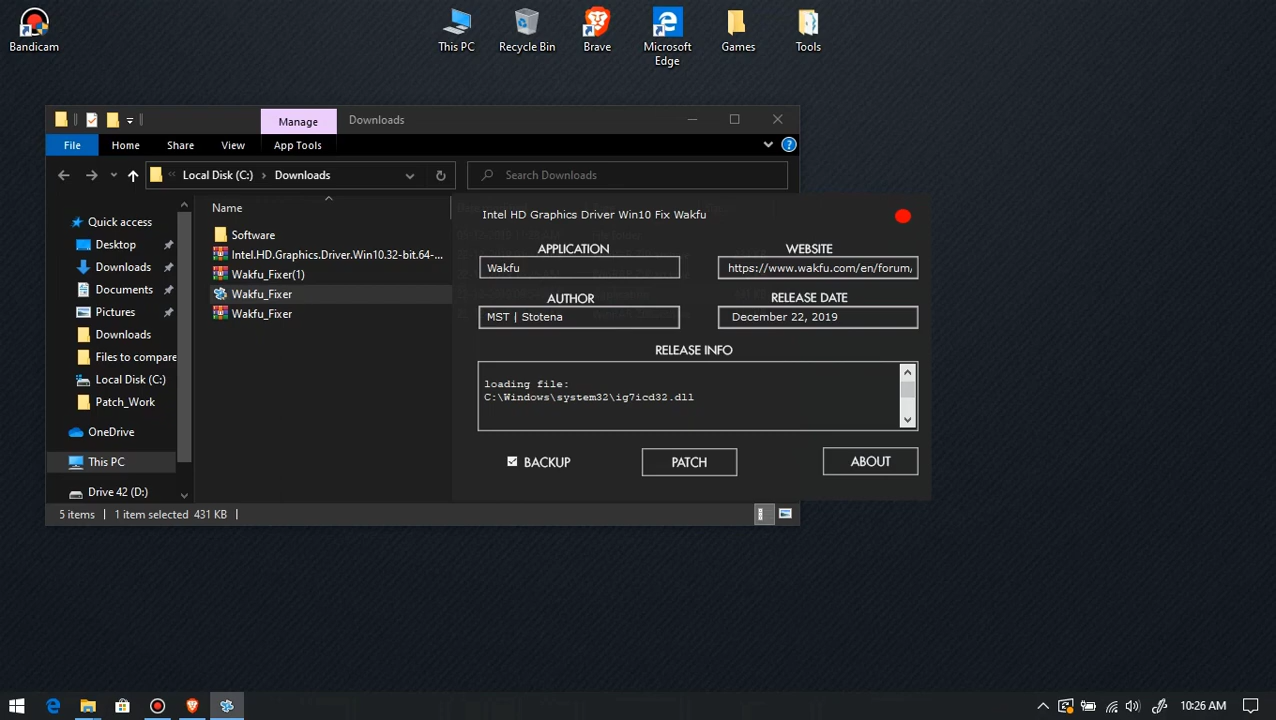 Bandicam
This PC
Recycle Bin
Brave
Microsoft
Edge
Games
Tools
Manage
Downloads
File
Home
Share
View
App Tools
Local Disk (C:)
Downloads
Search Downloads
Name
Quick access
Desktop
Downloads
Documents
Pictures
Downloads
Files to compare
Local Disk (C:)
Patch_Work
OneDrive
This PC
Drive 42 (D:)
Software
Intel.HD.Graphics.Driver.Win10.32-bit.64-...
Wakfu_Fixer(1)
Wakfu_Fixer
Wakfu_Fixer
5 items
1 item selected 431 KB
Intel HD Graphics Driver Win10 Fix Wakfu
APPLICATION
Wakfu
WEBSITE
https://www.wakfu.com/en/forum,
AUTHOR
MST | Stotena
RELEASE DATE
December 22, 2019
RELEASE INFO
loading file:
C:\Windows\system32\ig7icd32.dll
BACKUP
PATCH
ABOUT
10:26 AM